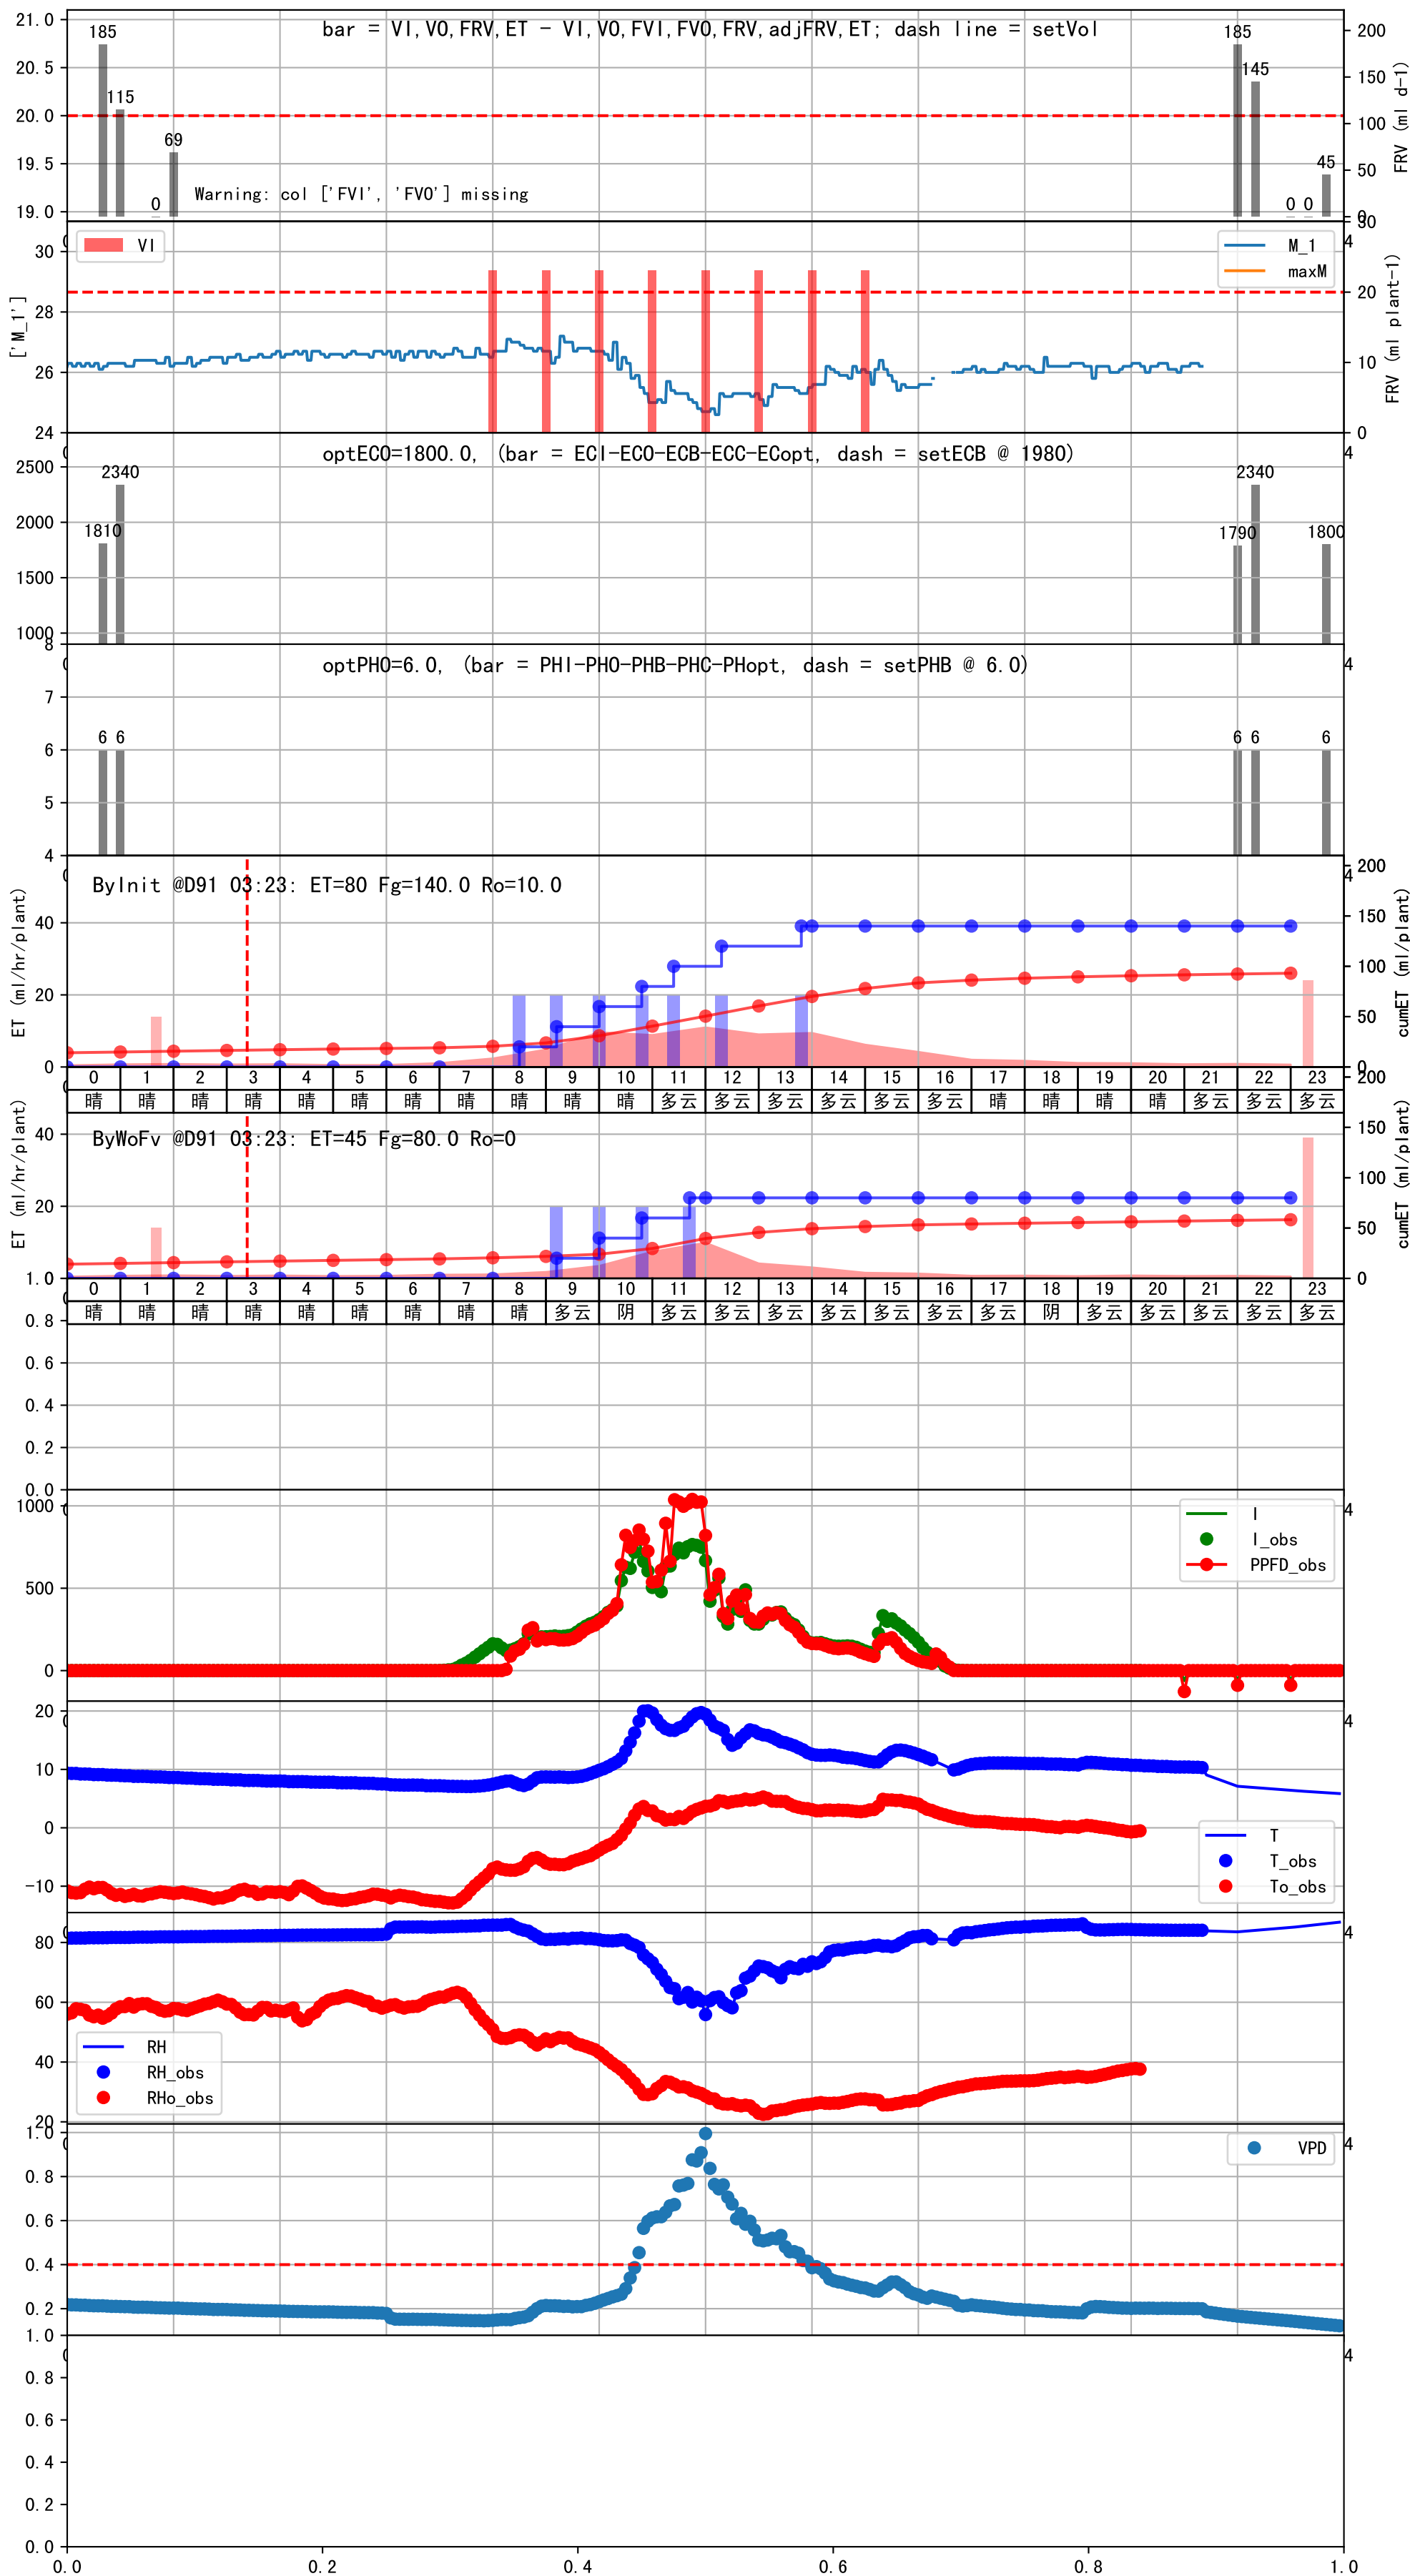 bar = VI,VO,FRV,ET - VI,VO,FVI,FVO,FRV,adjFRV,ET; dash line = setVol
21.0
20.5
20.0
19.5
19.0
185
115
0
69
Warning: col ['FVI', 'FVO'] missing
185
145
0
0
45
200
150
100
50
0
FRV (ml d-1)
VI
M_1
maxM
30
28
26
24
['M_1']
30
20
10
0
FRV (ml plant-1)
optECO=1800.0, (bar = ECI-ECO-ECB-ECC-ECopt, dash = setECB @ 1980)
2500
2000
1500
1000
1810
2340
1790
2340
1800
optPHO=6.0, (bar = PHI-PHO-PHB-PHC-PHopt, dash = setPHB @ 6.0)
8
7
6
5
4
6 6
6 6
6
ByInit @D91 03:23: ET=80 Fg=140.0 Ro=10.0
40
20
0
ET (ml/hr/plant)
200
150
100
50
0
cumET (ml/plant)
0 1 2 3 4 5 6 7 8 9 10 11 12 13 14 15 16 17 18 19 20 21 22 23
晴 晴 晴 晴 晴 晴 晴 晴 晴 晴 晴 多云 多云 多云 多云 多云 多云 晴 晴 晴 晴 多云 多云 多云
ByWoFv @D91 03:23: ET=45 Fg=80.0 Ro=0
40
20
ET (ml/hr/plant)
200
150
100
50
0
cumET (ml/plant)
0 1 2 3 4 5 6 7 8 9 10 11 12 13 14 15 16 17 18 19 20 21 22 23
晴 晴 晴 晴 晴 晴 晴 晴 晴 多云 阴 多云 多云 多云 多云 多云 多云 多云 阴 多云 多云 多云 多云 多云
1.0
0.8
0.6
0.4
0.2
0.0
I
I_obs
PPFD_obs
1000
500
0
T
T_obs
To_obs
20
10
0
-10
RH
RH_obs
RHo_obs
80
60
40
20
VPD
1.0
0.8
0.6
0.4
0.2
1.0
0.8
0.6
0.4
0.2
0.0
0.0 0.2 0.4 0.6 0.8 1.0